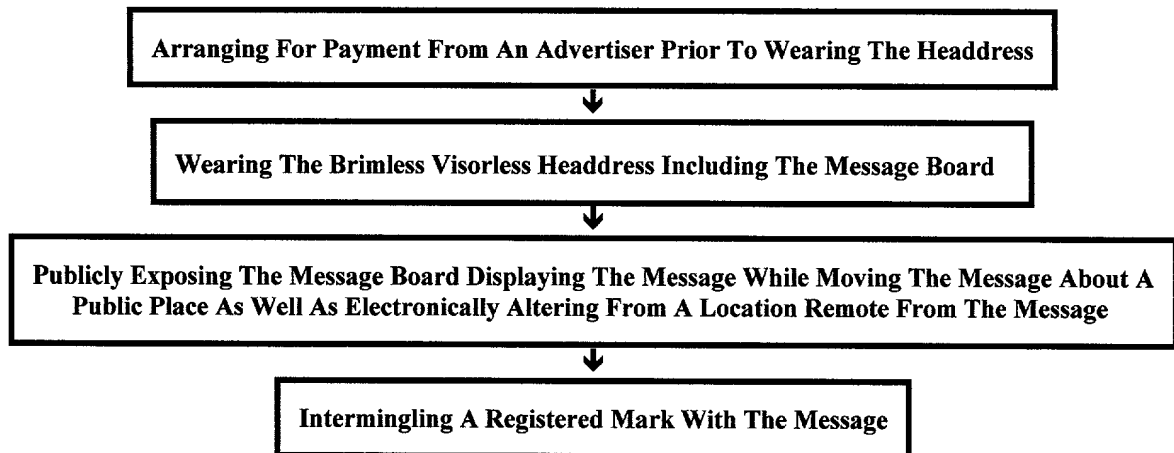 Arranging For Payment From An Advertiser Prior To Wearing The Headdress
Wearing The Brimless Visorless Headdress Including The Message Board
Publicly Exposing The Message Board Displaying The Message While Moving The Message About A
Public Place As Well As Electronically Altering From A Location Remote From The Message
Intermingling A Registered Mark With The Message